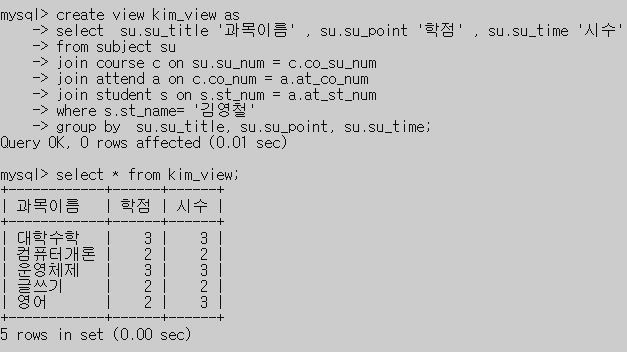 mysql> create view kim_view as
    -> select  su.su_title '과목이름' , su.su_point '학점' , su.su_time '시수'
    -> from subject su
    -> join course c on su.su_num = c.co_su_num
    -> join attend a on c.co_num = a.at_co_num
    -> join student s on s.st_num = a.at_st_num
    -> where s.st_name= '김영철'
    -> group by  su.su_title, su.su_point, su.su_time;
Query OK, 0 rows affected (0.01 sec)
mysql> select * from kim_view;
+------------+------+------+
| 과목이름   | 학점 | 시수 |
+------------+------+------+
| 대학수학   |    3 |    3 |
| 컴퓨터개론 |    2 |    2 |
| 운영체제   |    3 |    3 |
| 글쓰기     |    2 |    2 |
| 영어       |    2 |    3 |
+------------+------+------+
5 rows in set (0.00 sec)